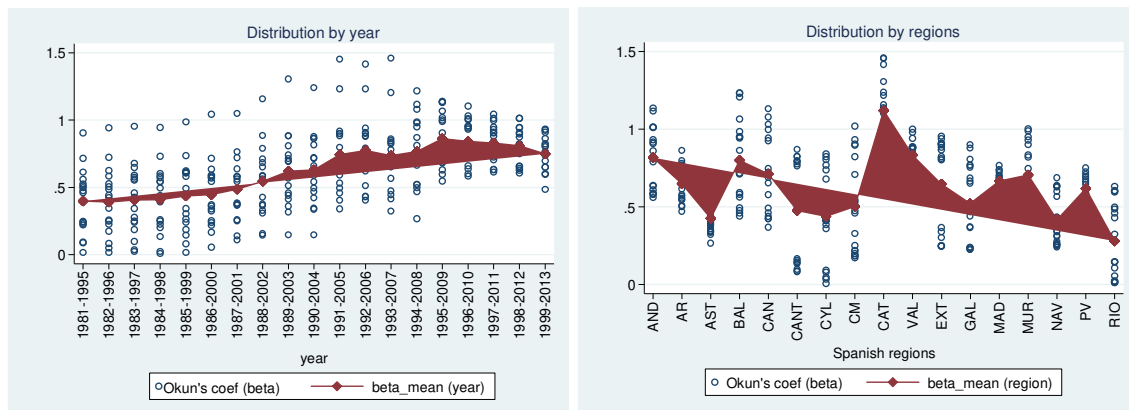 Distribution by year
1.5
1
.5
0
1981-1995
1982-1996
1983-1997
1984-1998
1985-1999
1986-2000
1987-2001
1988-2002
1989-2003
1990-2004
1991-2005
1992-2006
1993-2007
1994-2008
1995-2009
1996-2010
1997-2011
1998-2012
1999-2013
year
Okun's coef (beta)
beta_mean (year)
Distribution by regions
1.5
1
.5
0
AND
AR
AST
BAL
CAN
CANT
CYL
CM
CAT
VAL
EXT
GAL
MAD
MUR
NAV
PV
RIO
Spanish regions
Okun's coef (beta)
beta_mean (region)